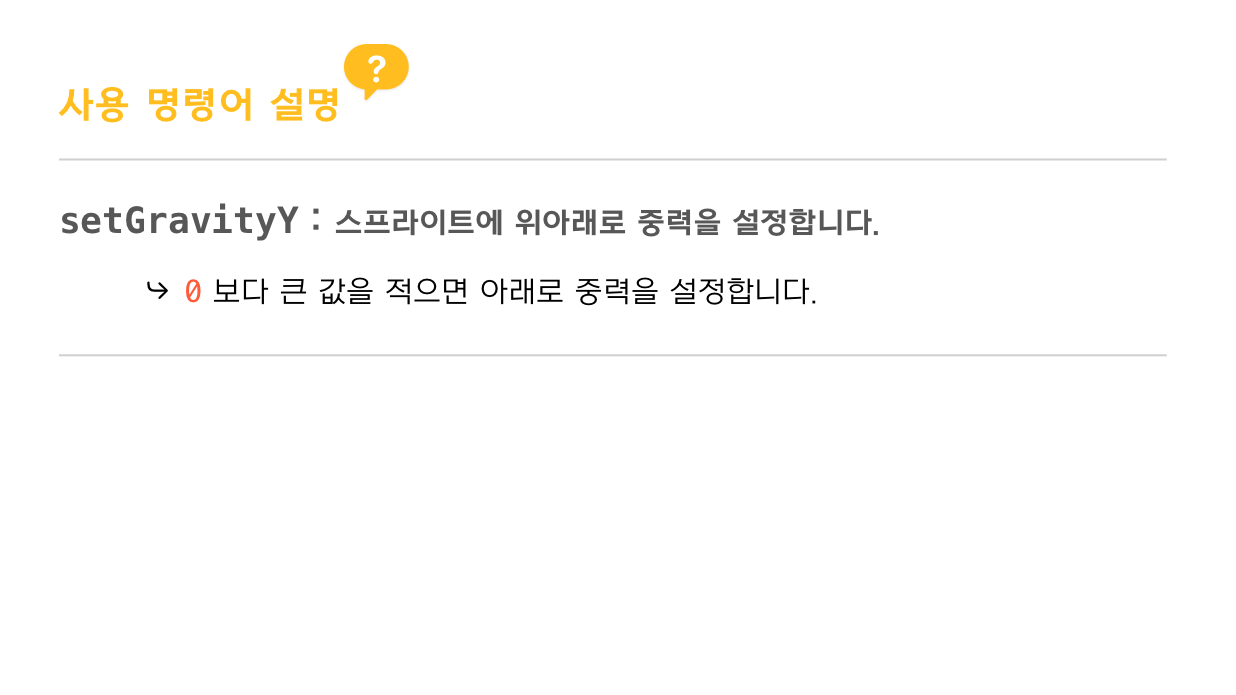 사용 명령어 설명 ?
setGravityY : 스프라이트에 위아래로 중력을 설정합니다.
↪ 0 보다 큰 값을 적으면 아래로 중력을 설정합니다.